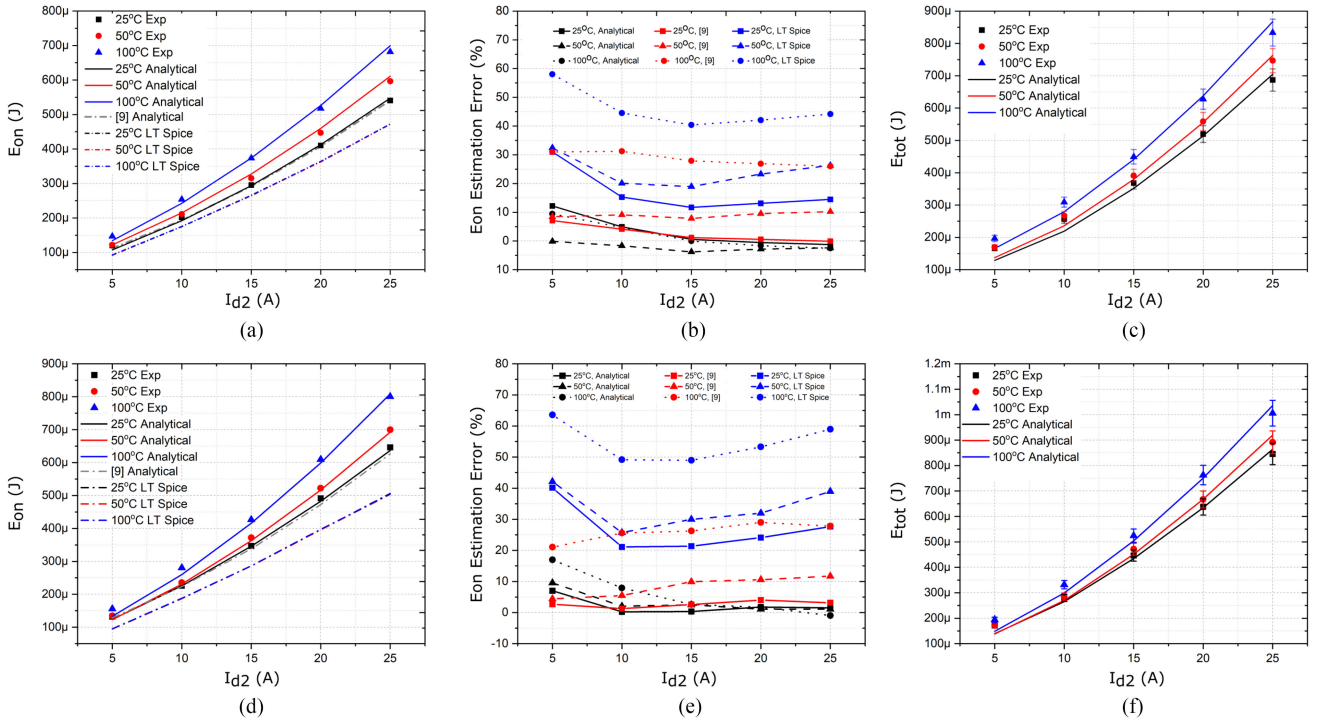 800µ
700µ
600µ
500µ
400µ
300µ
200µ
100µ
Eon (J)
25°C Exp
50°C Exp
100°C Exp
25°C Analytical
50°C Analytical
100°C Analytical
[9] Analytical
25°C LT Spice
50°C LT Spice
100°C LT Spice
5 10 15 20 25
Id2 (A)
(a)
80
70
60
50
40
30
20
10
0
10
Eon Estimation Error (%)
25°C, Analytical 25°C, [9] 25°C, LT Spice
50°C, Analytical 50°C, [9] 50°C, LT Spice
100°C, Analytical 100°C, [9] 100°C, LT Spice
5 10 15 20 25
Id2 (A)
(b)
900µ
800µ
700µ
600µ
500µ
400µ
300µ
200µ
100µ
Etot (J)
25°C Exp
50°C Exp
100°C Exp
25°C Analytical
50°C Analytical
100°C Analytical
5 10 15 20 25
Id2 (A)
(c)
900µ
800µ
700µ
600µ
500µ
400µ
300µ
200µ
100µ
Eon (J)
25°C Exp
50°C Exp
100°C Exp
25°C Analytical
50°C Analytical
100°C Analytical
[9] Analytical
25°C LT Spice
50°C LT Spice
100°C LT Spice
5 10 15 20 25
Id2 (A)
(d)
80
70
60
50
40
30
20
10
0
-10
Eon Estimation Error (%)
25°C, Analytical 25°C, [9] 25°C, LT Spice
50°C, Analytical 50°C, [9] 50°C, LT Spice
100°C, Analytical 100°C, [9] 100°C, LT Spice
5 10 15 20 25
Id2 (A)
(e)
1.2m
1.1m
1m
900µ
800µ
700µ
600µ
500µ
400µ
300µ
200µ
100µ
Etot (J)
25°C Exp
50°C Exp
100°C Exp
25°C Analytical
50°C Analytical
100°C Analytical
5 10 15 20 25
Id2 (A)
(f)